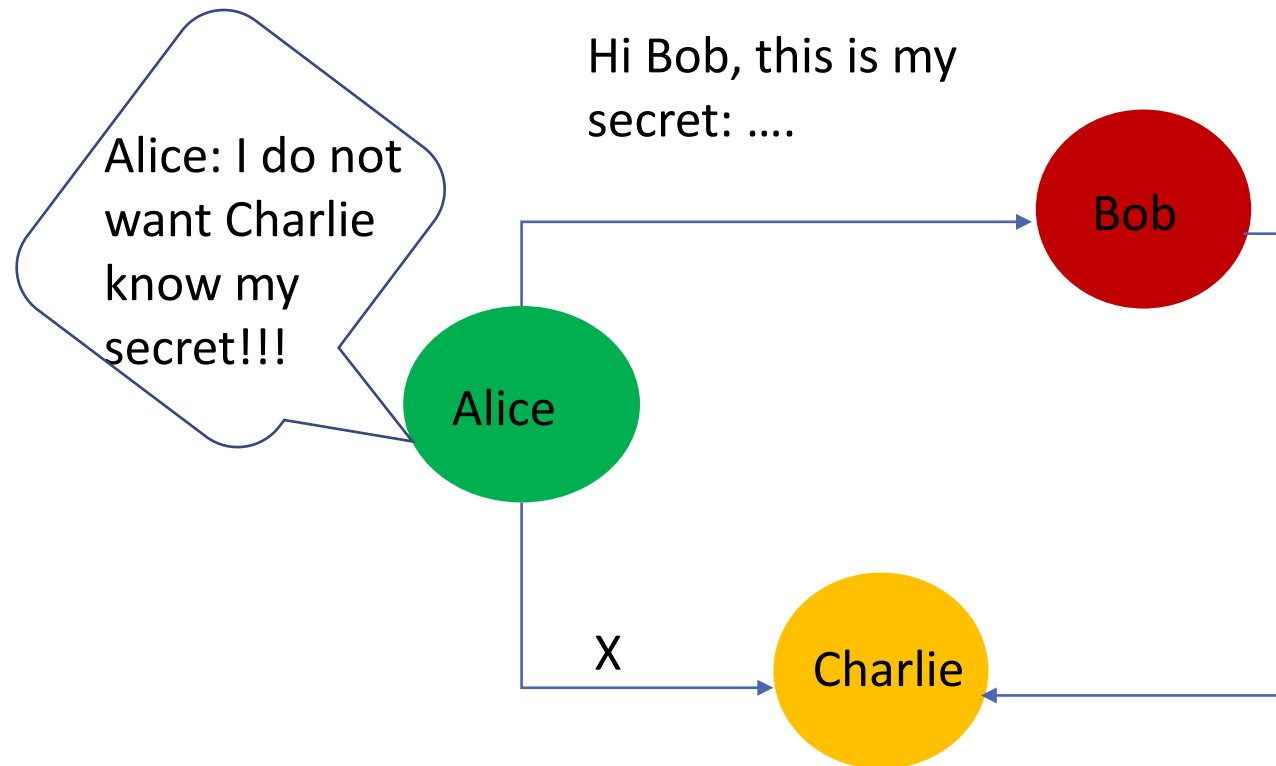 Hi Bob, this is my
secret: ....
Alice: I do not
want Charlie
know my
secret!!!
Bob
Alice
X
Charlie